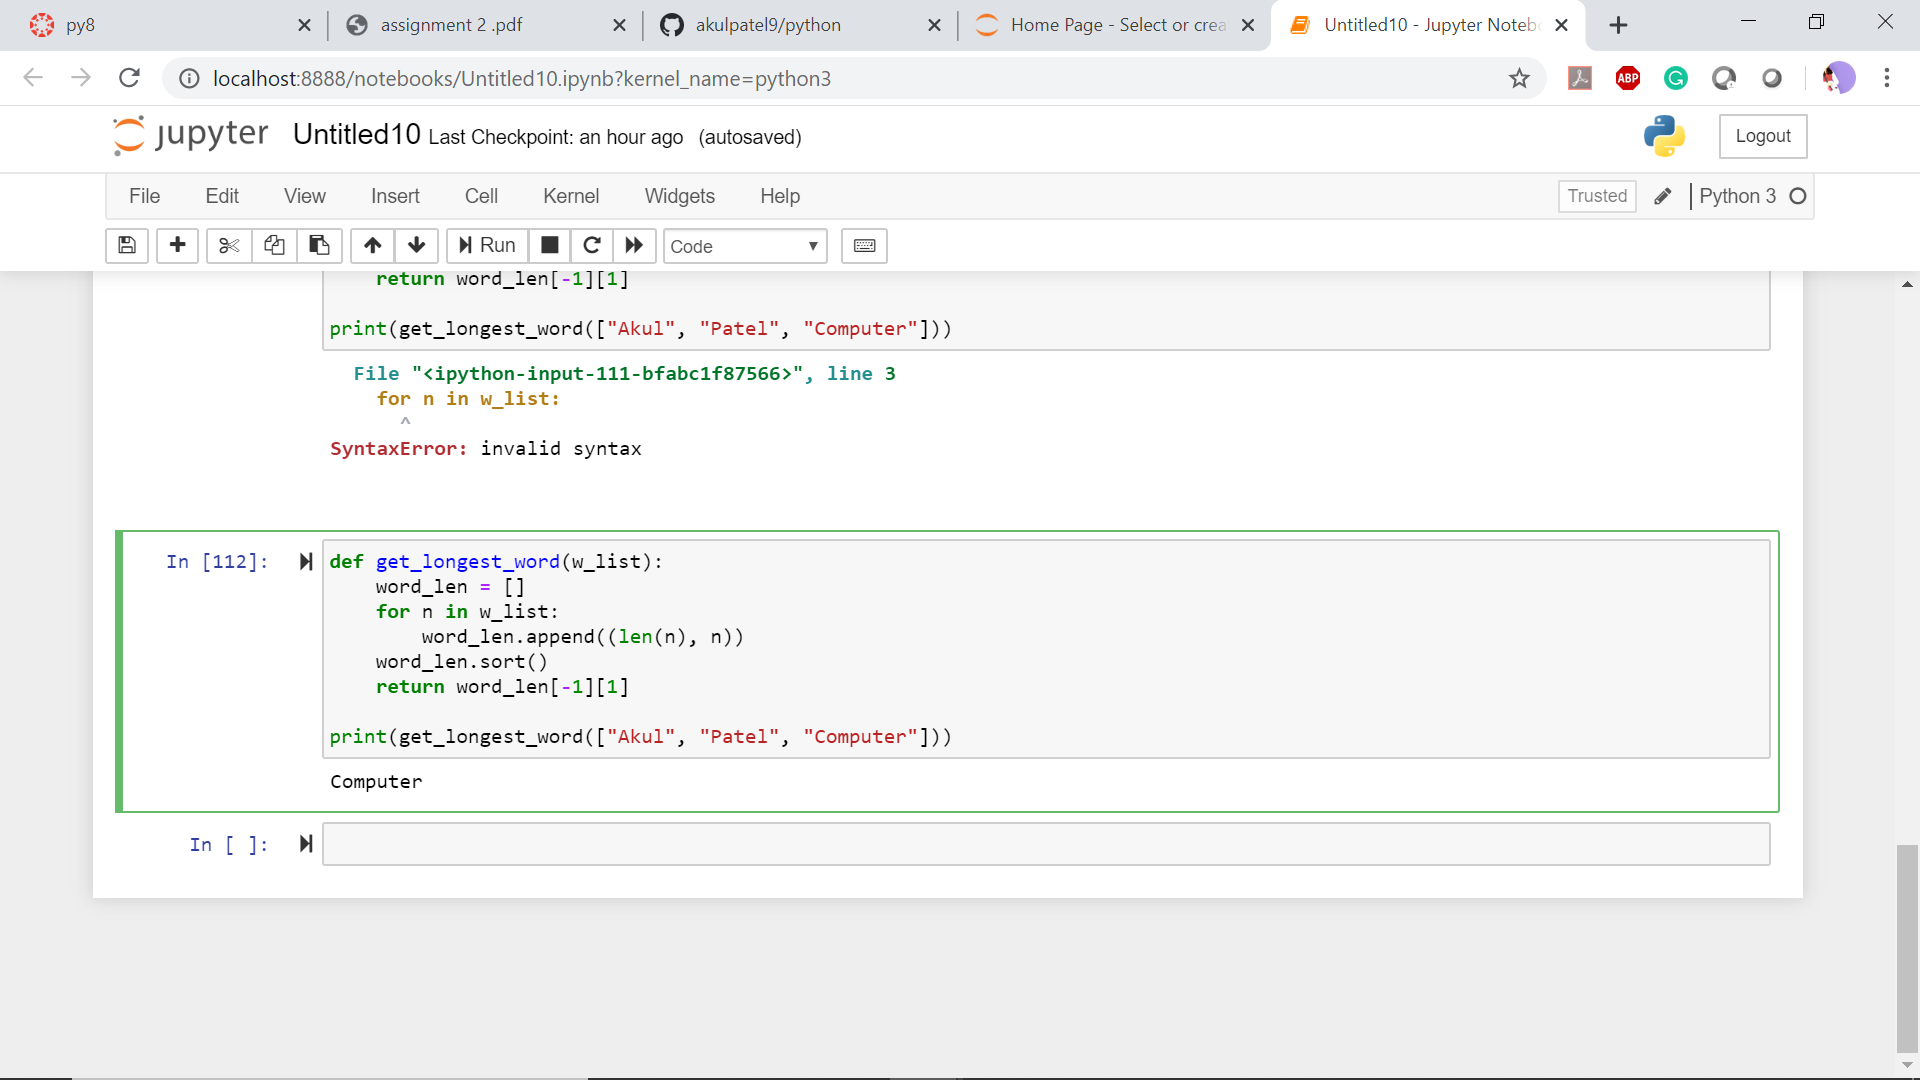 py8
assignment 2 .pdf
akulpatel9/python
Home Page - Select or crea
Untitled10 - Jupyter Noteb
localhost:8888/notebooks/Untitled10.ipynb?kernel_name=python3
ABP
jupyter Untitled10 Last Checkpoint: an hour ago (autosaved)
Logout
File Edit View Insert Cell Kernel Widgets Help
Trusted
Python 3
Run
Code
    return word_len[-1][1]
print(get_longest_word(["Akul", "Patel", "Computer"]))
  File "<ipython-input-111-bfabc1f87566>", line 3
    for n in w_list:
      ^
SyntaxError: invalid syntax
In [112]:
def get_longest_word(w_list):
    word_len = []
    for n in w_list:
        word_len.append((len(n), n))
    word_len.sort()
    return word_len[-1][1]
print(get_longest_word(["Akul", "Patel", "Computer"]))
Computer
In [ ]: